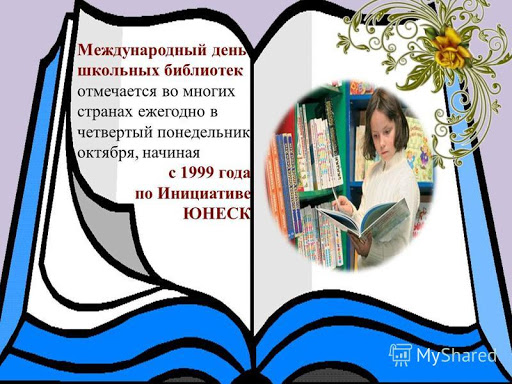 Международный день
школьных библиотек
отмечается во многих
странах ежегодно в
четвертый понедельник
октября, начиная
с 1999 года
по Инициативе
ЮНЕСК
MyShared